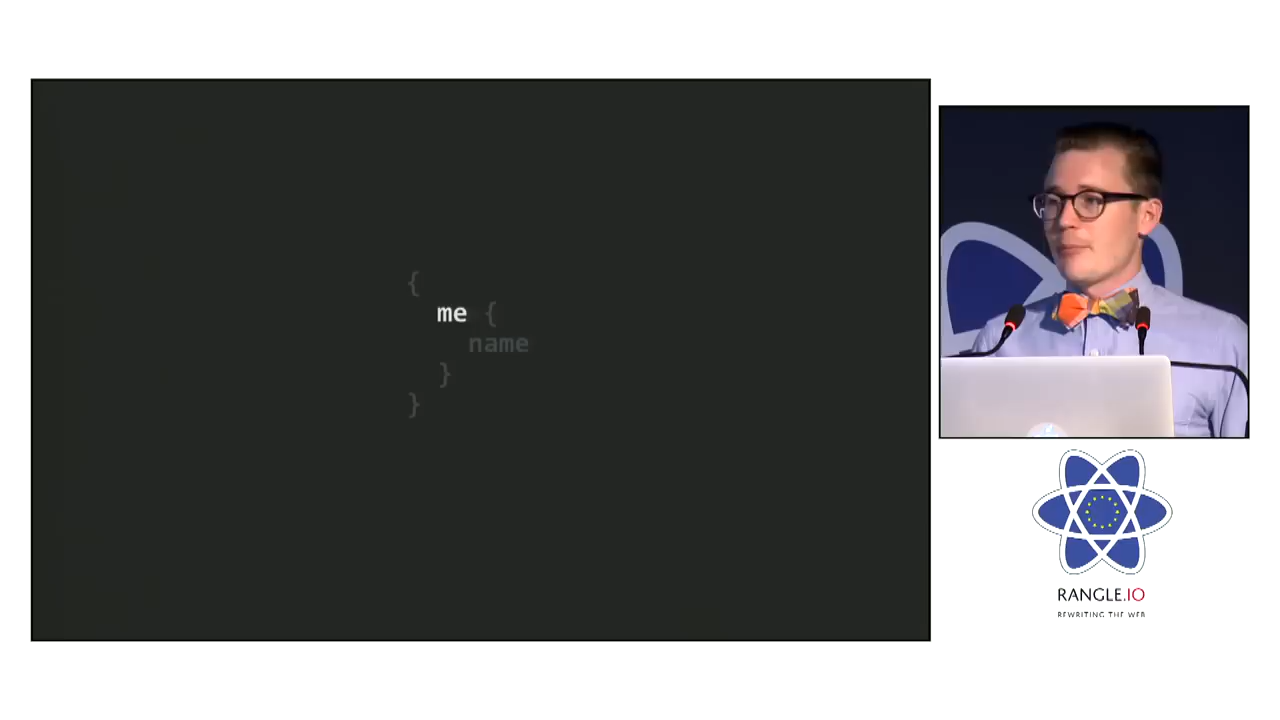 {
me {
name
}
}
RANGLE.IO
REWRITING THE WEB